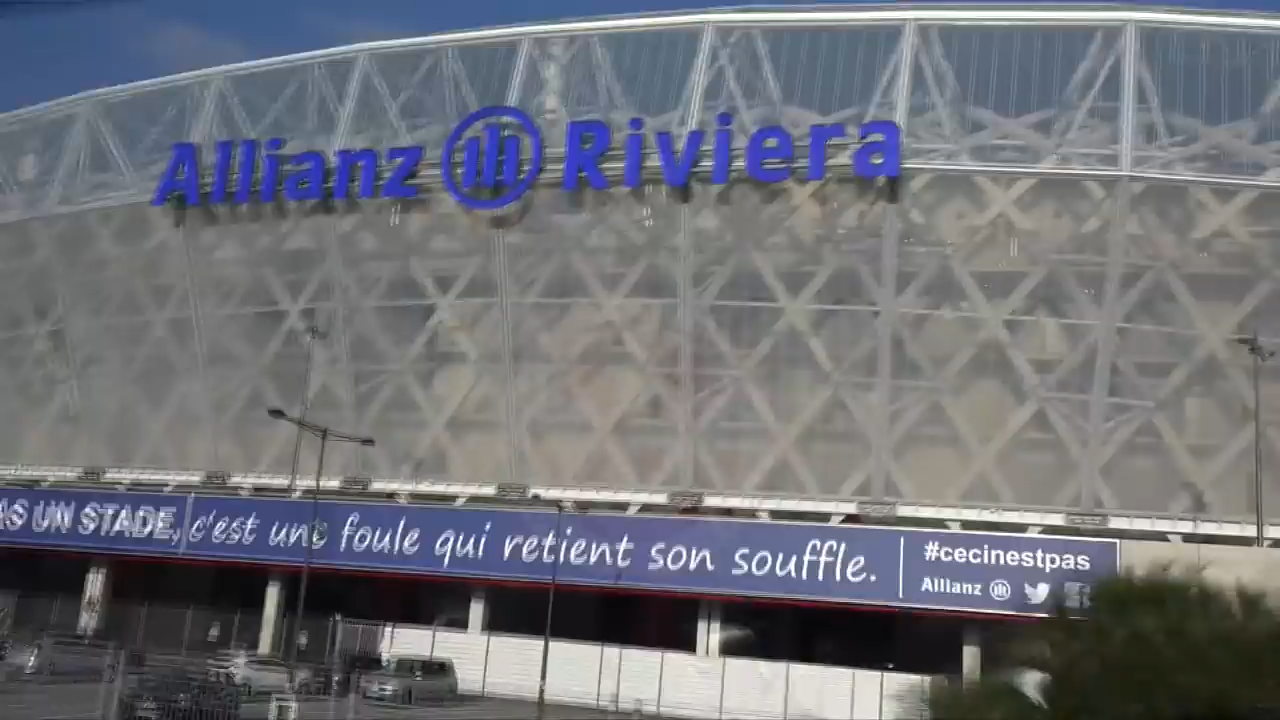 Allianz Riviera
AS UN STADE, c'est une foule qui retient son souffle.
#cecinestpas
Allianz